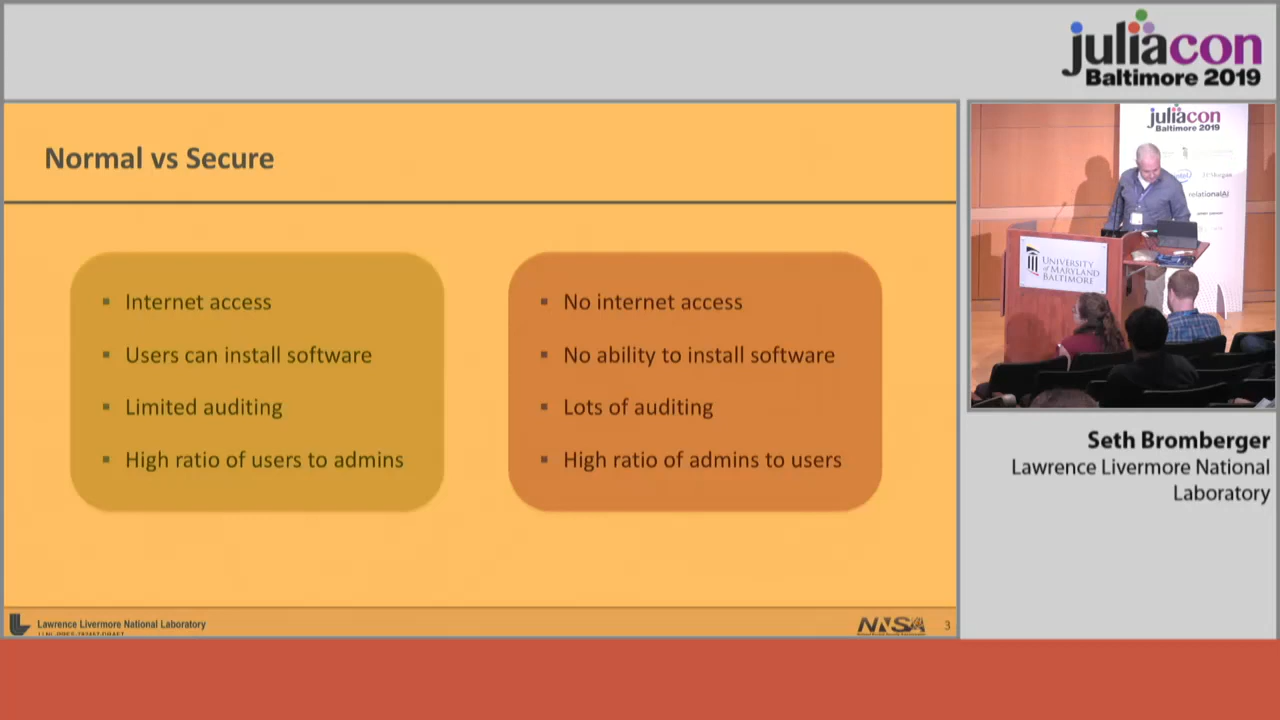 juliacon
Baltimore 2019
Normal vs Secure
▪ Internet access
▪ Users can install software
▪ Limited auditing
▪ High ratio of users to admins
▪ No internet access
▪ No ability to install software
▪ Lots of auditing
▪ High ratio of admins to users
Lawrence Livermore National Laboratory
NNSA
3
juliacon
Baltimore 2019
intel
J.P.Morgan
relationalAI
UNIVERSITY
of MARYLAND
BALTIMORE
Seth Bromberger
Lawrence Livermore National
Laboratory